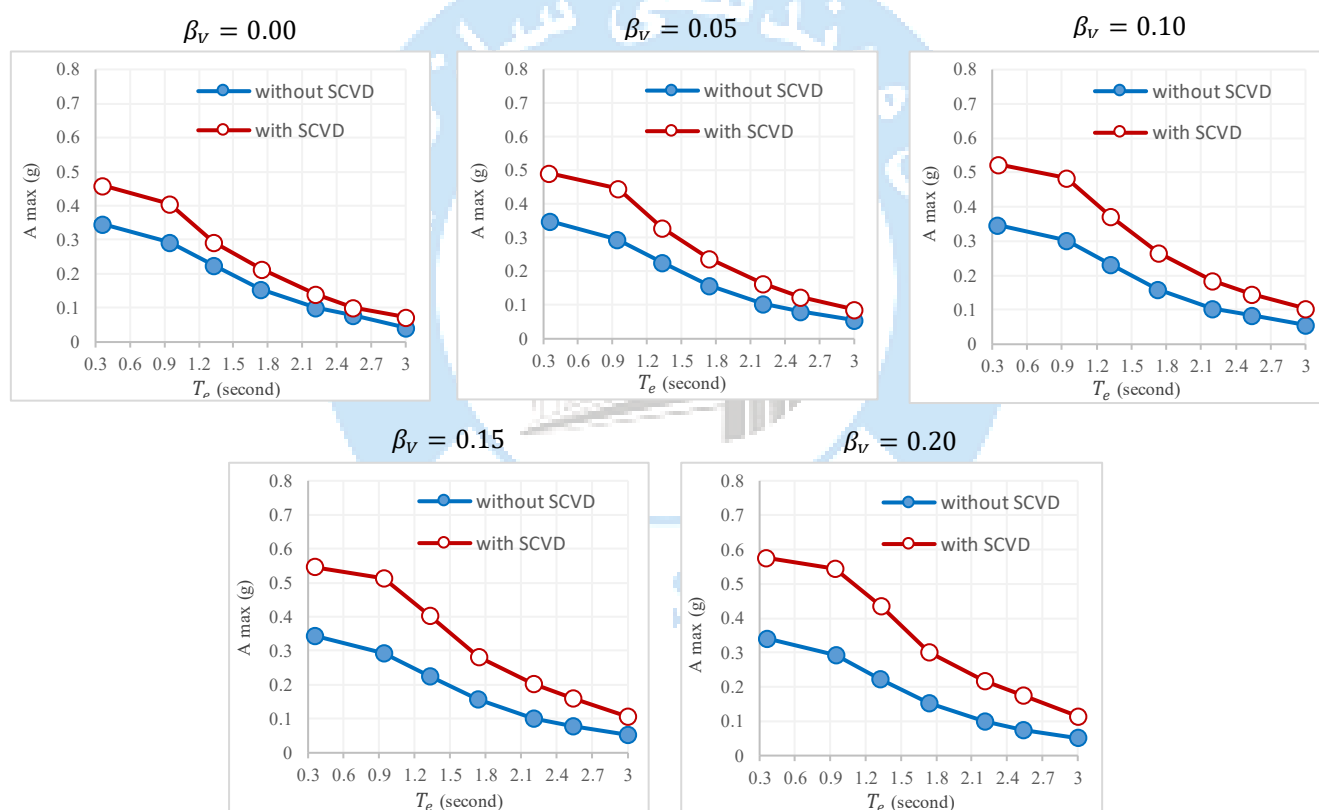 β_V = 0.00
0.8
0.7
0.6
0.5
0.4
0.3
0.2
0.1
0
A max (g)
without SCVD
with SCVD
0.3 0.6 0.9 1.2 1.5 1.8 2.1 2.4 2.7 3
T_e (second)
β_V = 0.05
0.8
0.7
0.6
0.5
0.4
0.3
0.2
0.1
0
A max (g)
without SCVD
with SCVD
0.3 0.6 0.9 1.2 1.5 1.8 2.1 2.4 2.7 3
T_e (second)
β_V = 0.10
0.8
0.7
0.6
0.5
0.4
0.3
0.2
0.1
0
A max (g)
without SCVD
with SCVD
0.3 0.6 0.9 1.2 1.5 1.8 2.1 2.4 2.7 3
T_e (second)
β_V = 0.15
0.8
0.7
0.6
0.5
0.4
0.3
0.2
0.1
0
A max (g)
without SCVD
with SCVD
0.3 0.6 0.9 1.2 1.5 1.8 2.1 2.4 2.7 3
T_e (second)
β_V = 0.20
0.8
0.7
0.6
0.5
0.4
0.3
0.2
0.1
0
A max (g)
without SCVD
with SCVD
0.3 0.6 0.9 1.2 1.5 1.8 2.1 2.4 2.7 3
T_e (second)